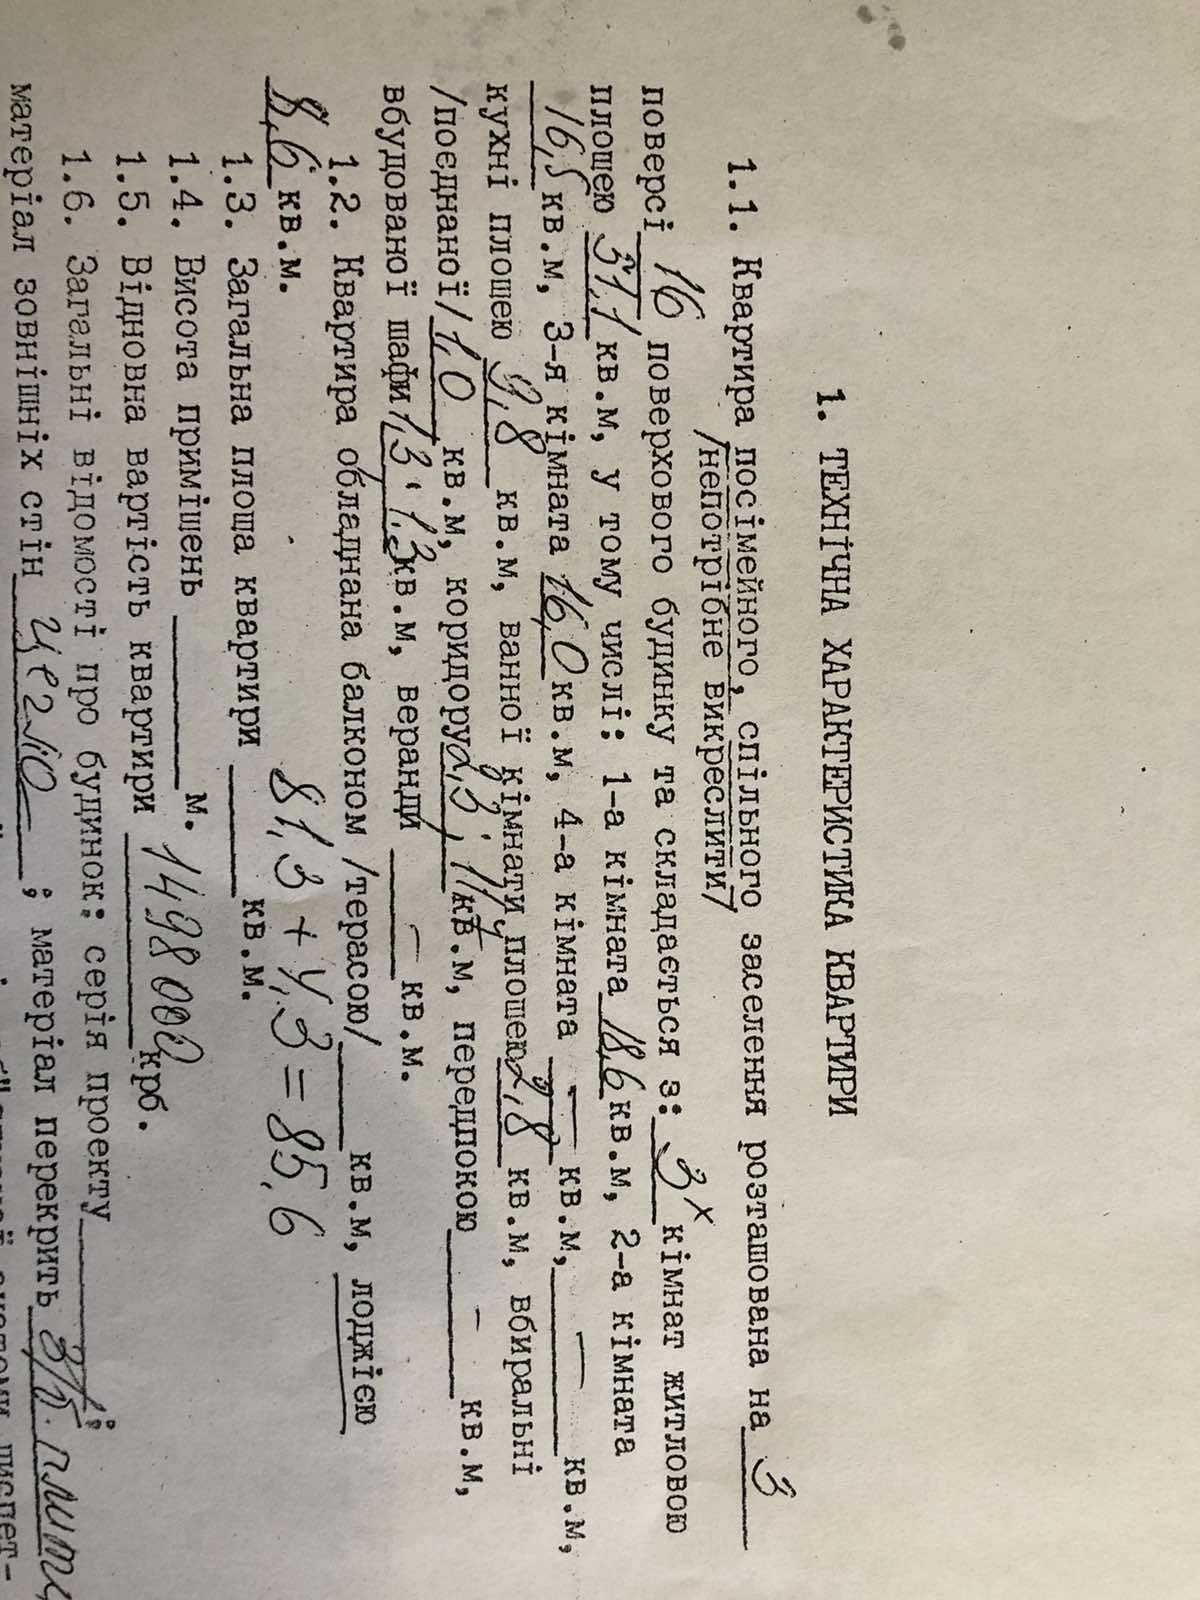 1. ТЕХНІЧНА ХАРАКТЕРИСТИКА КВАРТИРИ
1.1. Квартира посімейного, спільного заселення розташована на 3
/непотрібне викреслити/
поверсі 16 поверхового будинку та складається з: 3х кімнат житловою
площею 51,1 кв.м, у тому числі: 1-а кімната 18,6 кв.м, 2-а кімната
16,5 кв.м, 3-я кімната 16,0 кв.м, 4-а кімната — кв.м, — кв.м,
кухні площею 9,8 кв.м, ванної кімнати площею 2,8 кв.м, вбиральні
/поєднаної/ 1,0 кв.м, коридору кв.м, передпокою - кв.м,
вбудованої шафи 1,3; 1,3 кв.м, веранди — кв.м.
1.2. Квартира обладнана балконом /терасою/ кв.м, лоджією
8,6 кв.м.
81,3 + 4,3 = 85,6
1.3. Загальна площа квартири кв.м.
1.4. Висота приміщень м.
1.5. Відновна вартість квартири 1498000 крб.
1.6. Загальні відомості про будинок: серія проекту ;
матеріал зовнішніх стін ; матеріал перекрить З/б. плити